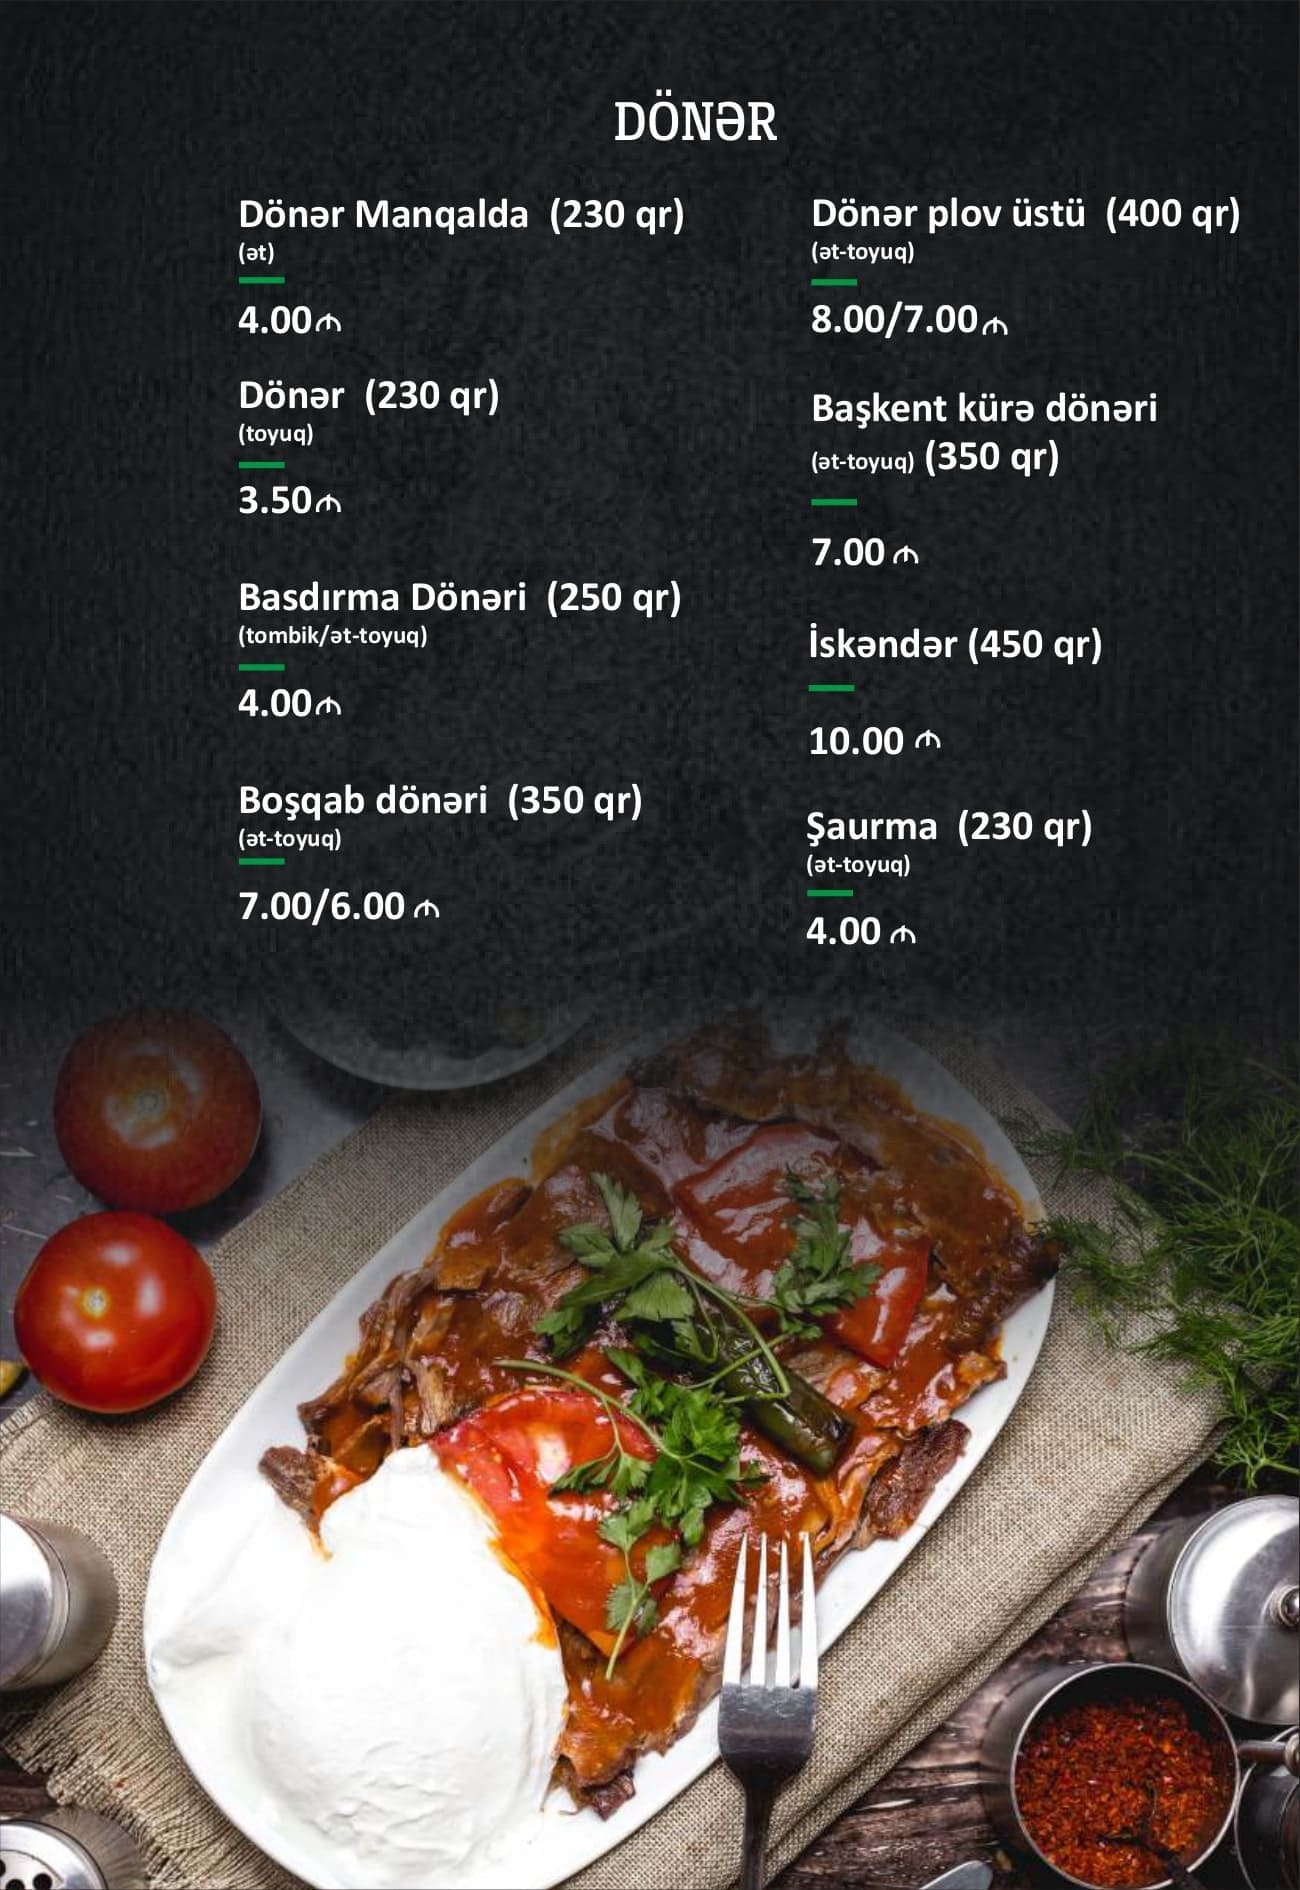 DÖNƏR
Dönər Manqalda (230 qr)
(ət)
4.00₼
Dönər (230 qr)
(toyuq)
3.50₼
Basdırma Dönəri (250 qr)
(tombik/ət-toyuq)
4.00₼
Boşqab dönəri (350 qr)
(ət-toyuq)
7.00/6.00 ₼
Dönər plov üstü (400 qr)
(ət-toyuq)
8.00/7.00₼
Başkent kürə dönəri
(ət-toyuq) (350 qr)
7.00 ₼
İskəndər (450 qr)
10.00 ₼
Şaurma (230 qr)
(ət-toyuq)
4.00 ₼